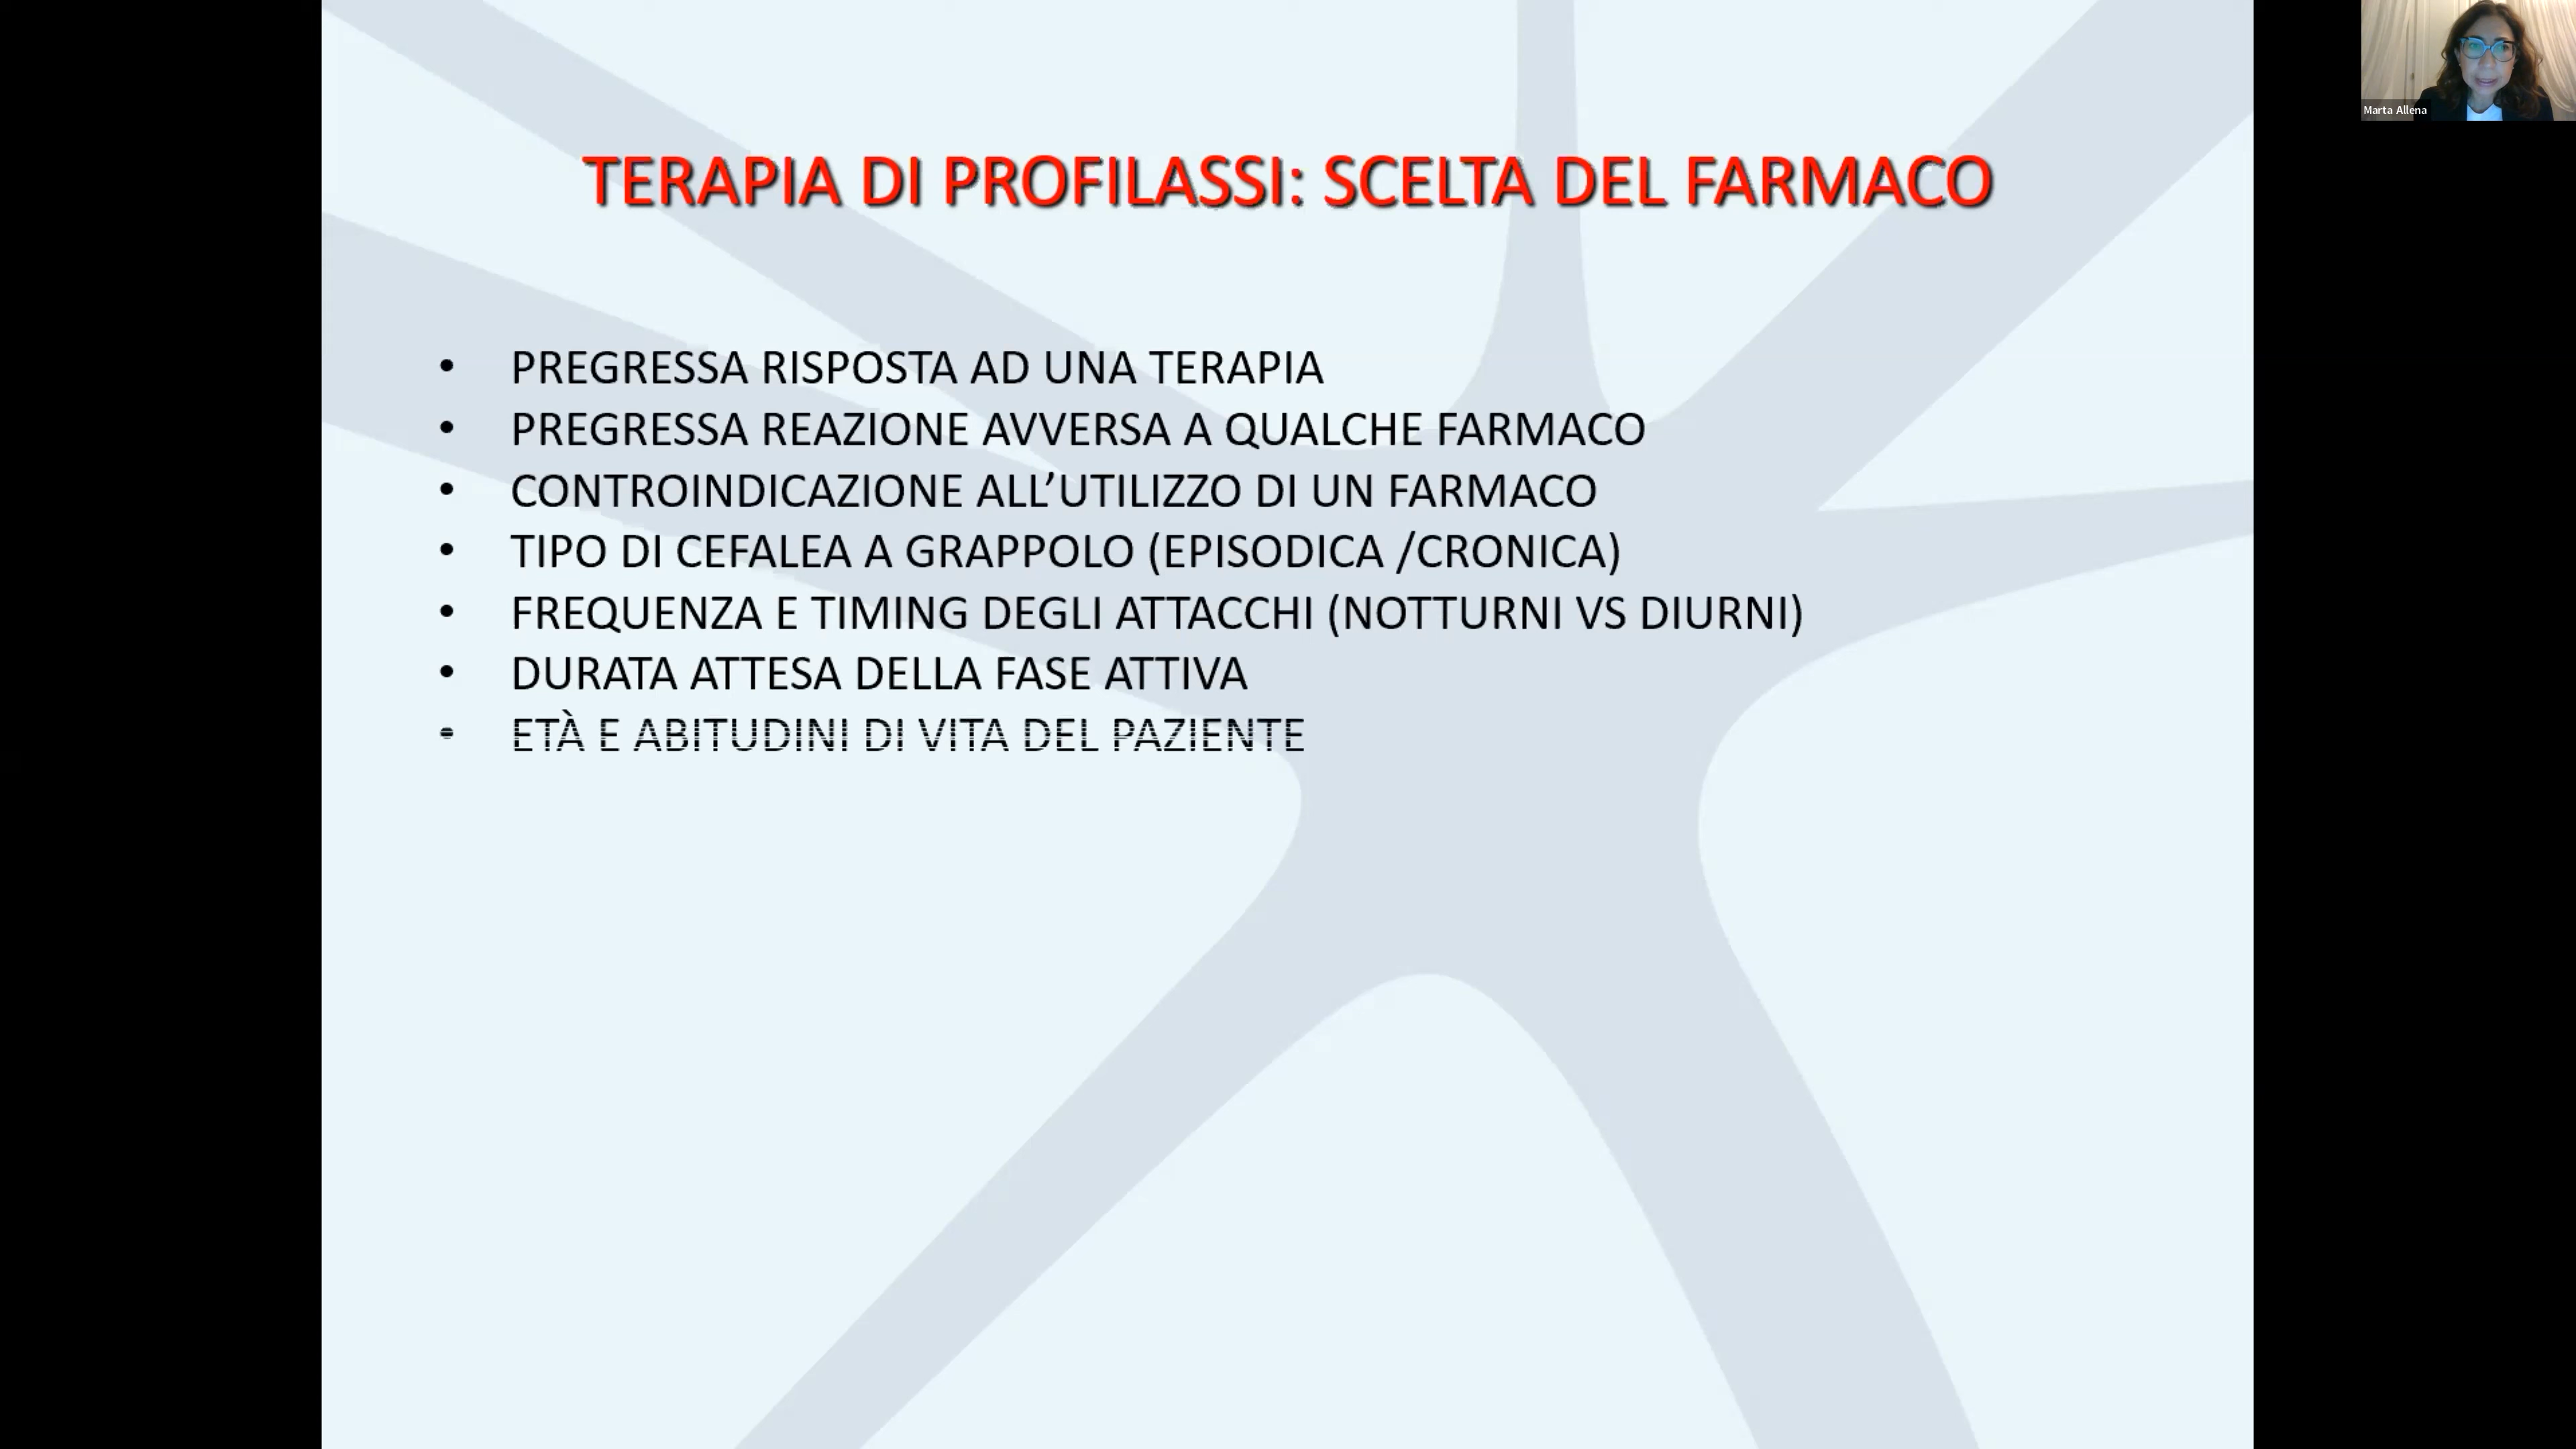 TERAPIA DI PROFILASSI: SCELTA DEL FARMACO
• PREGRESSA RISPOSTA AD UNA TERAPIA
• PREGRESSA REAZIONE AVVERSA A QUALCHE FARMACO
• CONTROINDICAZIONE ALL’UTILIZZO DI UN FARMACO
• TIPO DI CEFALEA A GRAPPOLO (EPISODICA /CRONICA)
• FREQUENZA E TIMING DEGLI ATTACCHI (NOTTURNI VS DIURNI)
• DURATA ATTESA DELLA FASE ATTIVA
• ETÀ E ABITUDINI DI VITA DEL PAZIENTE
Marta Allena